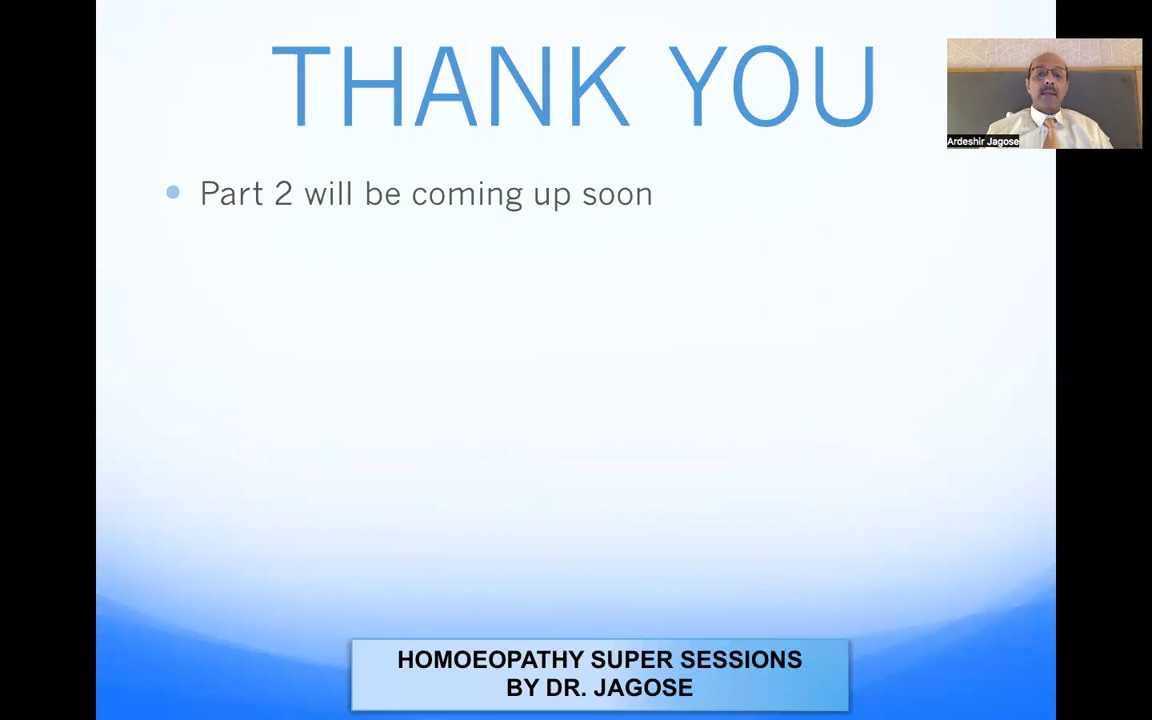 THANK YOU
Part 2 will be coming up soon
Ardeshir Jagose
HOMOEOPATHY SUPER SESSIONS
BY DR. JAGOSE